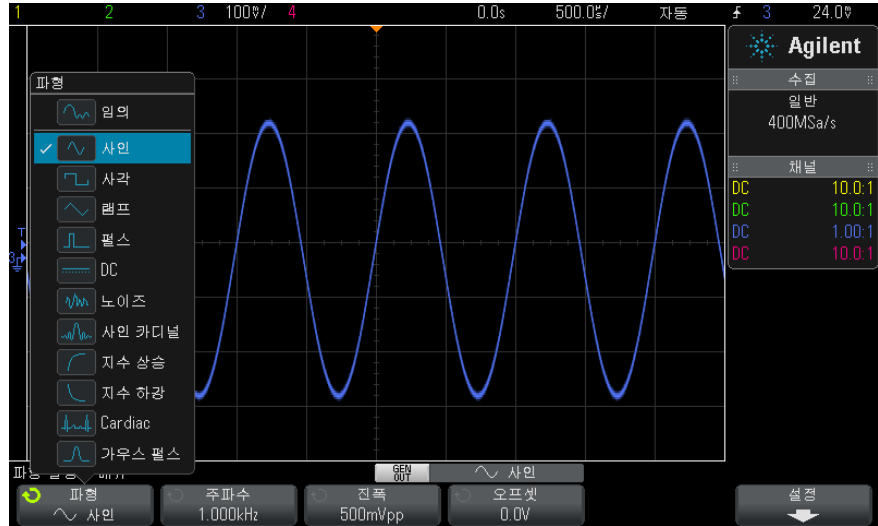 1 2 3 100㎷/ 4 0.0s 500.0㎲/ 자동 3 24.0㎷
Agilent
수집
일반
400MSa/s
채널
DC 10.0:1
DC 10.0:1
DC 1.00:1
DC 10.0:1
파형
임의
사인
사각
램프
펄스
DC
노이즈
사인 카디널
지수 상승
지수 하강
Cardiac
가우스 펄스
T
3
GEN OUT 사인
파형 사인
주파수 1.000kHz
진폭 500mVpp
오프셋 0.0V
설정